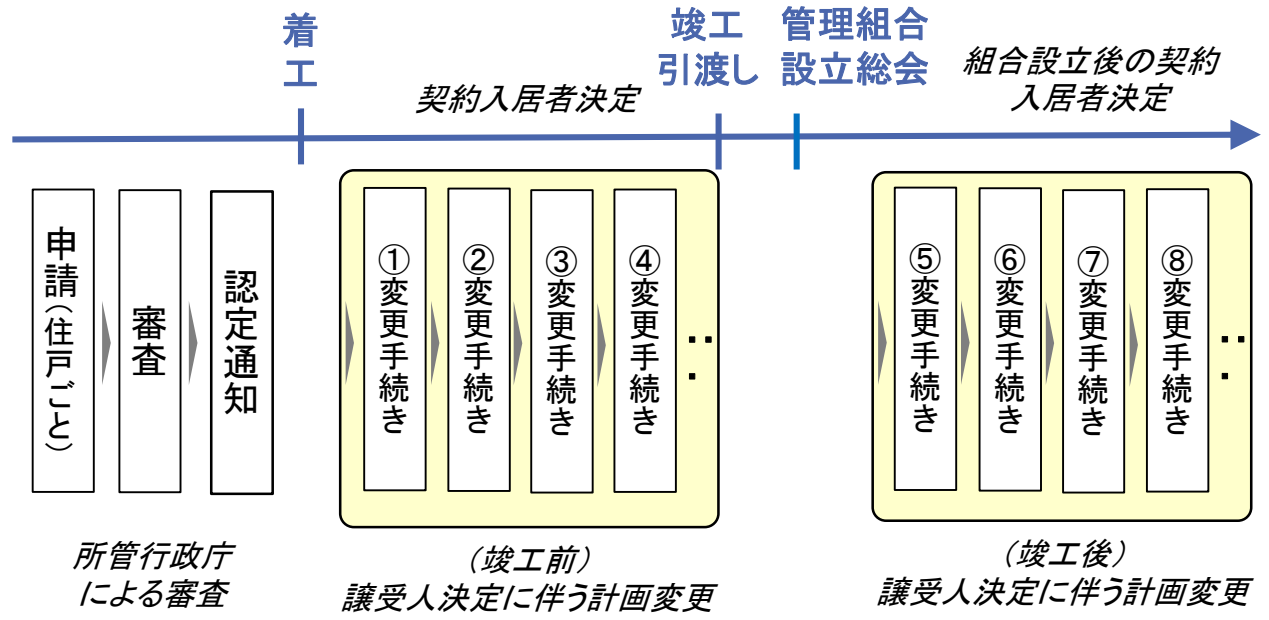 着工
竣工
引渡し
管理組合
設立総会
契約入居者決定
組合設立後の契約
入居者決定
申請（住戸ごと）
審査
認定通知
①変更手続き
②変更手続き
③変更手続き
④変更手続き
‥.
⑤変更手続き
⑥変更手続き
⑦変更手続き
⑧変更手続き
‥.
所管行政庁
による審査
（竣工前）
譲受人決定に伴う計画変更
（竣工後）
譲受人決定に伴う計画変更